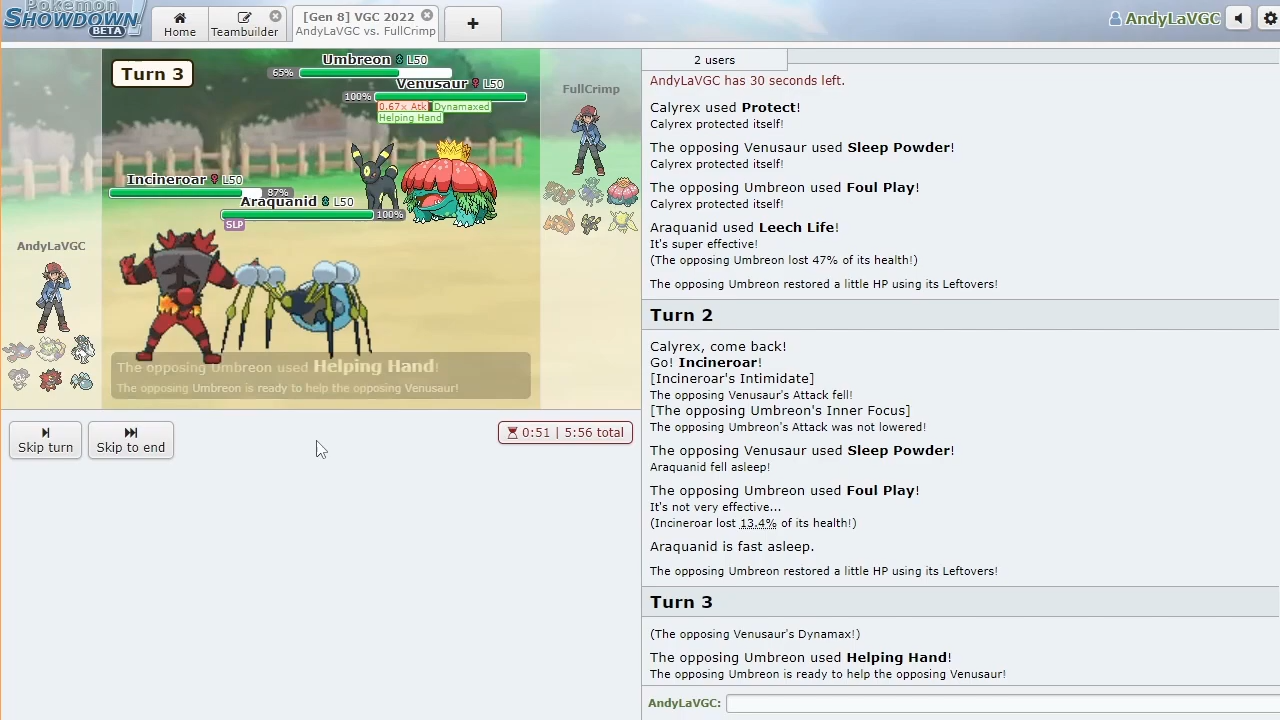 Pokémon
SHOWDOWN
BETA
Home
Teambuilder
[Gen 8] VGC 2022
AndyLaVGC vs. FullCrimp
AndyLaVGC
Turn 3
Umbreon L50
65%
Venusaur L50
100%
0.67× Atk Dynamaxed
Helping Hand
Incineroar L50
87%
Araquanid L50
100%
SLP
FullCrimp
AndyLaVGC
The opposing Umbreon used Helping Hand!
The opposing Umbreon is ready to help the opposing Venusaur!
Skip turn
Skip to end
0:51 | 5:56 total
2 users
AndyLaVGC has 30 seconds left.
Calyrex used Protect!
Calyrex protected itself!
The opposing Venusaur used Sleep Powder!
Calyrex protected itself!
The opposing Umbreon used Foul Play!
Calyrex protected itself!
Araquanid used Leech Life!
It's super effective!
(The opposing Umbreon lost 47% of its health!)
The opposing Umbreon restored a little HP using its Leftovers!
Turn 2
Calyrex, come back!
Go! Incineroar!
[Incineroar's Intimidate]
The opposing Venusaur's Attack fell!
[The opposing Umbreon's Inner Focus]
The opposing Umbreon's Attack was not lowered!
The opposing Venusaur used Sleep Powder!
Araquanid fell asleep!
The opposing Umbreon used Foul Play!
It's not very effective...
(Incineroar lost 13.4% of its health!)
Araquanid is fast asleep.
The opposing Umbreon restored a little HP using its Leftovers!
Turn 3
(The opposing Venusaur's Dynamax!)
The opposing Umbreon used Helping Hand!
The opposing Umbreon is ready to help the opposing Venusaur!
AndyLaVGC: